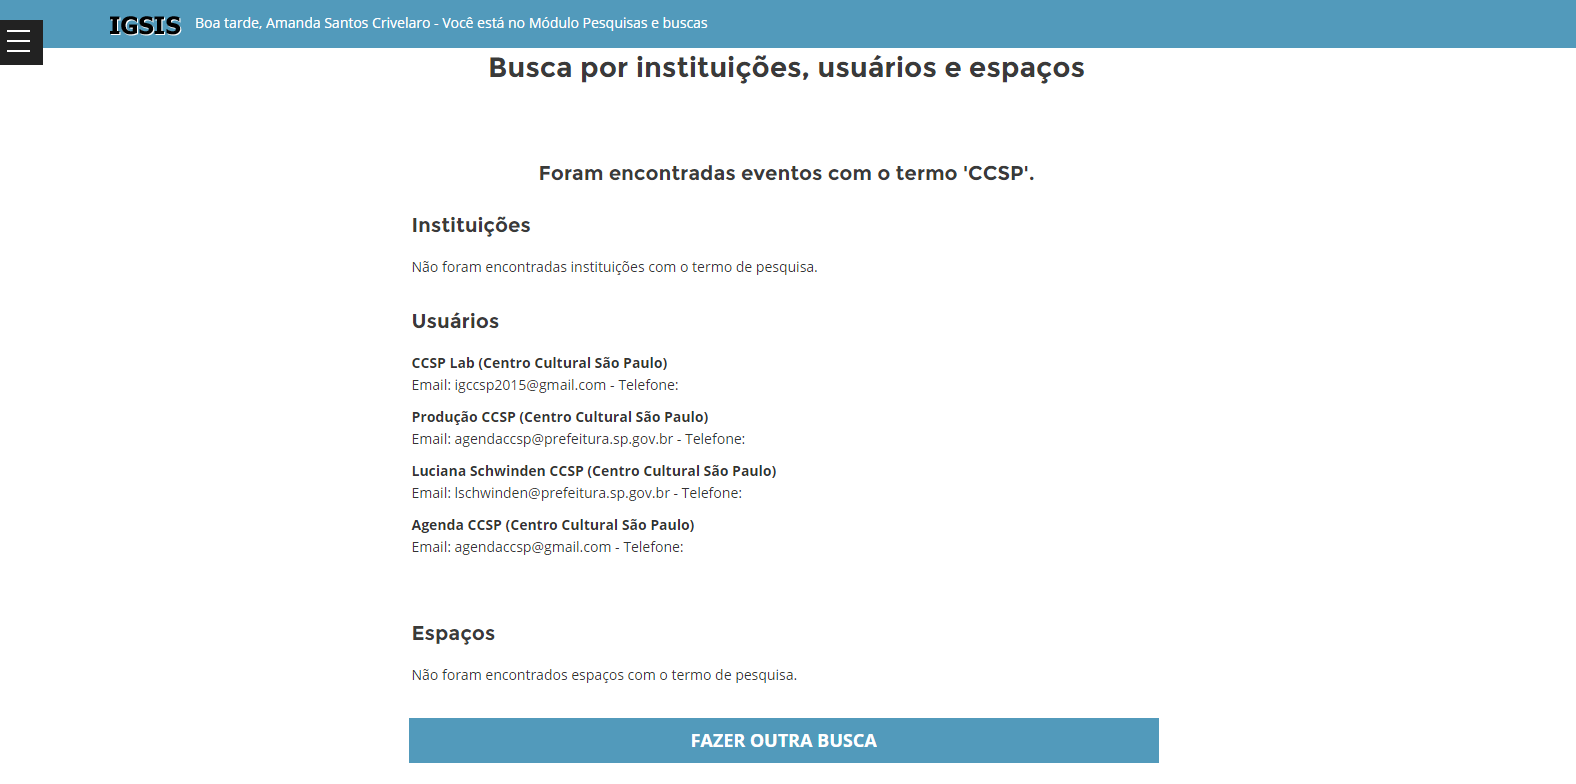 IGSIS Boa tarde, Amanda Santos Crivelaro - Você está no Módulo Pesquisas e buscas
Busca por instituições, usuários e espaços
Foram encontradas eventos com o termo 'CCSP'.
Instituições
Não foram encontradas instituições com o termo de pesquisa.
Usuários
CCSP Lab (Centro Cultural São Paulo)
Email: igccsp2015@gmail.com - Telefone:
Produção CCSP (Centro Cultural São Paulo)
Email: agendaccsp@prefeitura.sp.gov.br - Telefone:
Luciana Schwinden CCSP (Centro Cultural São Paulo)
Email: lschwinden@prefeitura.sp.gov.br - Telefone:
Agenda CCSP (Centro Cultural São Paulo)
Email: agendaccsp@gmail.com - Telefone:
Espaços
Não foram encontrados espaços com o termo de pesquisa.
FAZER OUTRA BUSCA